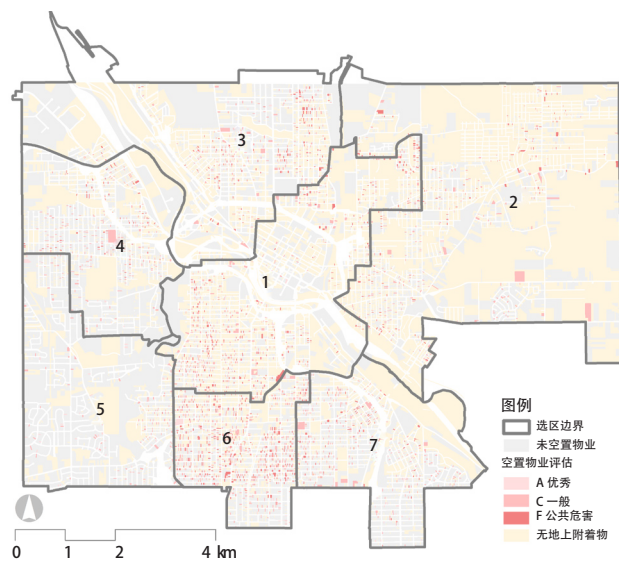 3
2
4
1
5
6
7
图例
选区边界
未空置物业
空置物业评估
A 优秀
C 一般
F 公共危害
无地上附着物
0 1 2 4 km